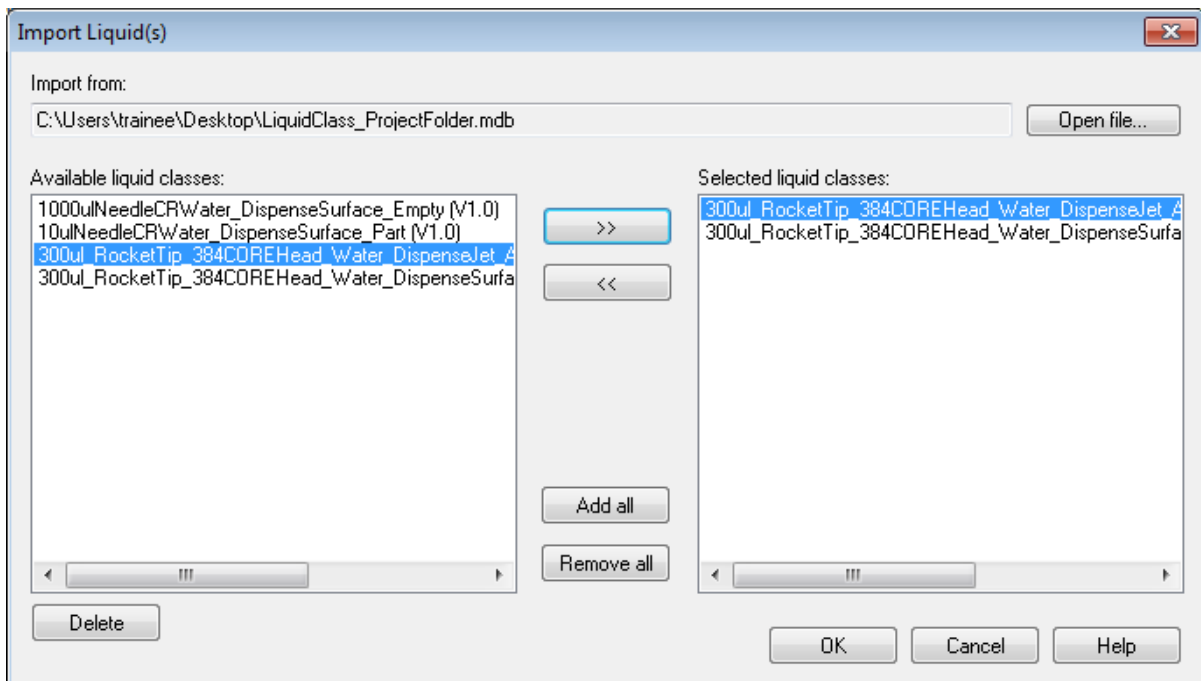 Import Liquid(s)
Import from:
C:\Users\trainee\Desktop\LiquidClass_ProjectFolder.mdb
Open file...
Available liquid classes:
1000ulNeedleCRWater_DispenseSurface_Empty (V1.0)
10ulNeedleCRWater_DispenseSurface_Part (V1.0)
300ul_RocketTip_384COREHead_Water_DispenseJet_A
300ul_RocketTip_384COREHead_Water_DispenseSurfa
>>
<<
Add all
Remove all
Delete
Selected liquid classes:
300ul_RocketTip_384COREHead_Water_DispenseJet_A
300ul_RocketTip_384COREHead_Water_DispenseSurfa
OK
Cancel
Help